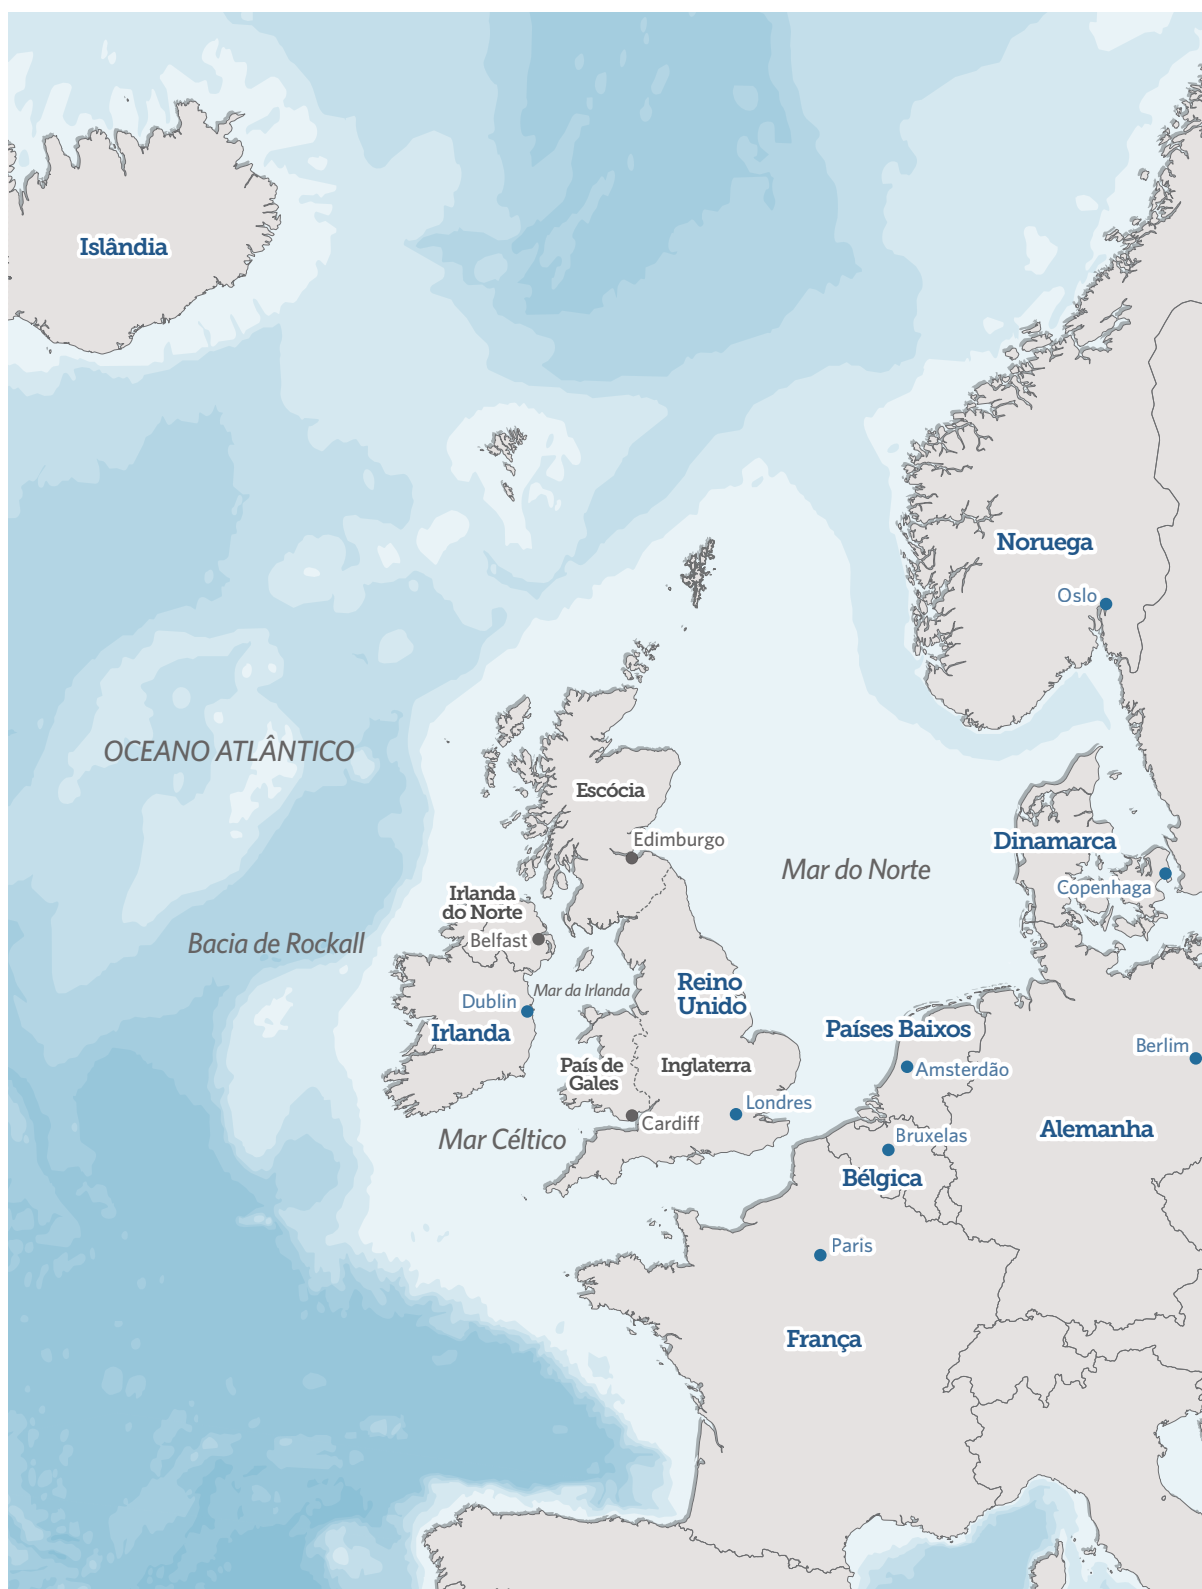 Islândia
Noruega
Oslo
OCEANO ATLÂNTICO
Escócia
Edimburgo
Dinamarca
Mar do Norte
Copenhaga
Irlanda
do Norte
Belfast
Bacia de Rockall
Reino
Unido
Mar da Irlanda
Dublin
Irlanda
Países Baixos
Berlim
País de
Gales
Inglaterra
Amsterdão
Londres
Cardiff
Mar Céltico
Alemanha
Bruxelas
Bélgica
Paris
França